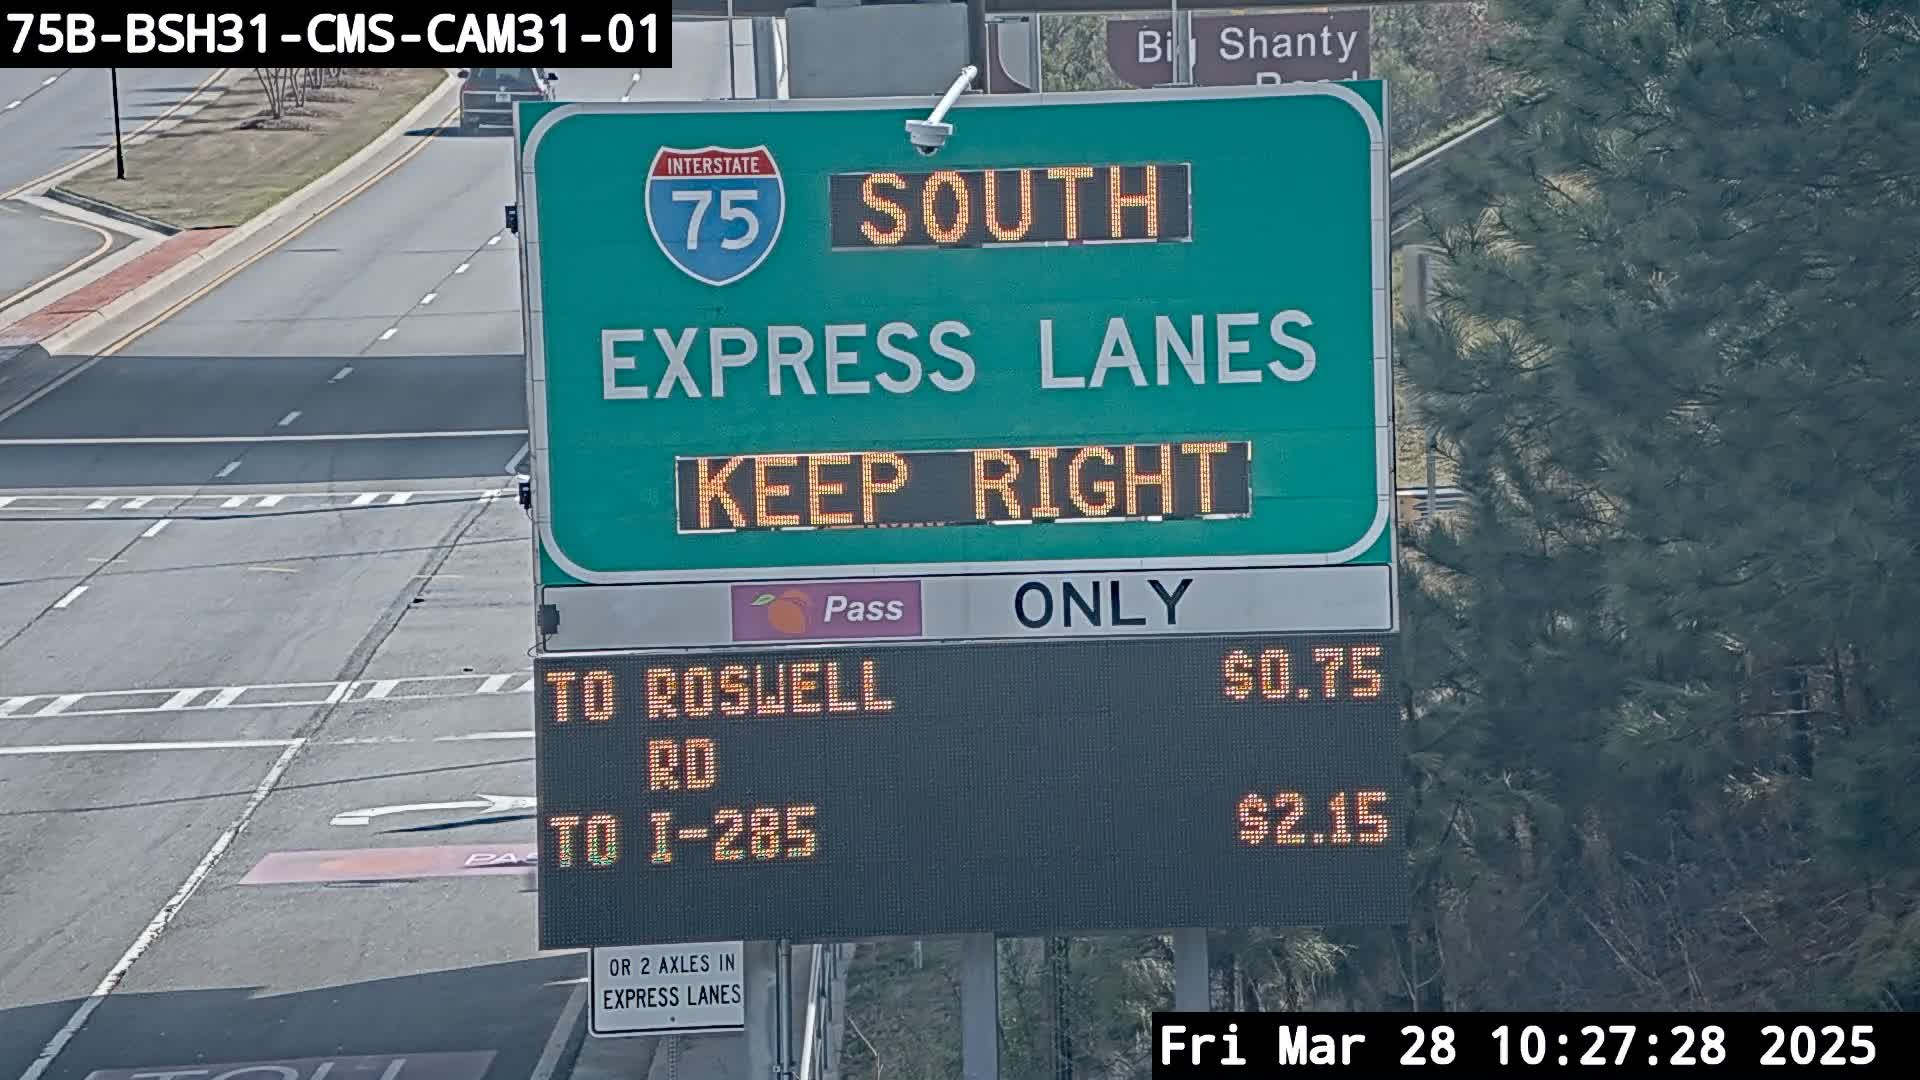 75B-BSH31-CMS-CAM31-01
Big Shanty
Road
INTERSTATE
75
SOUTH
EXPRESS LANES
KEEP RIGHT
Pass ONLY
TO ROSWELL $0.75
RD
TO I-285 $2.15
OR 2 AXLES IN
EXPRESS LANES
Fri Mar 28 10:27:28 2025